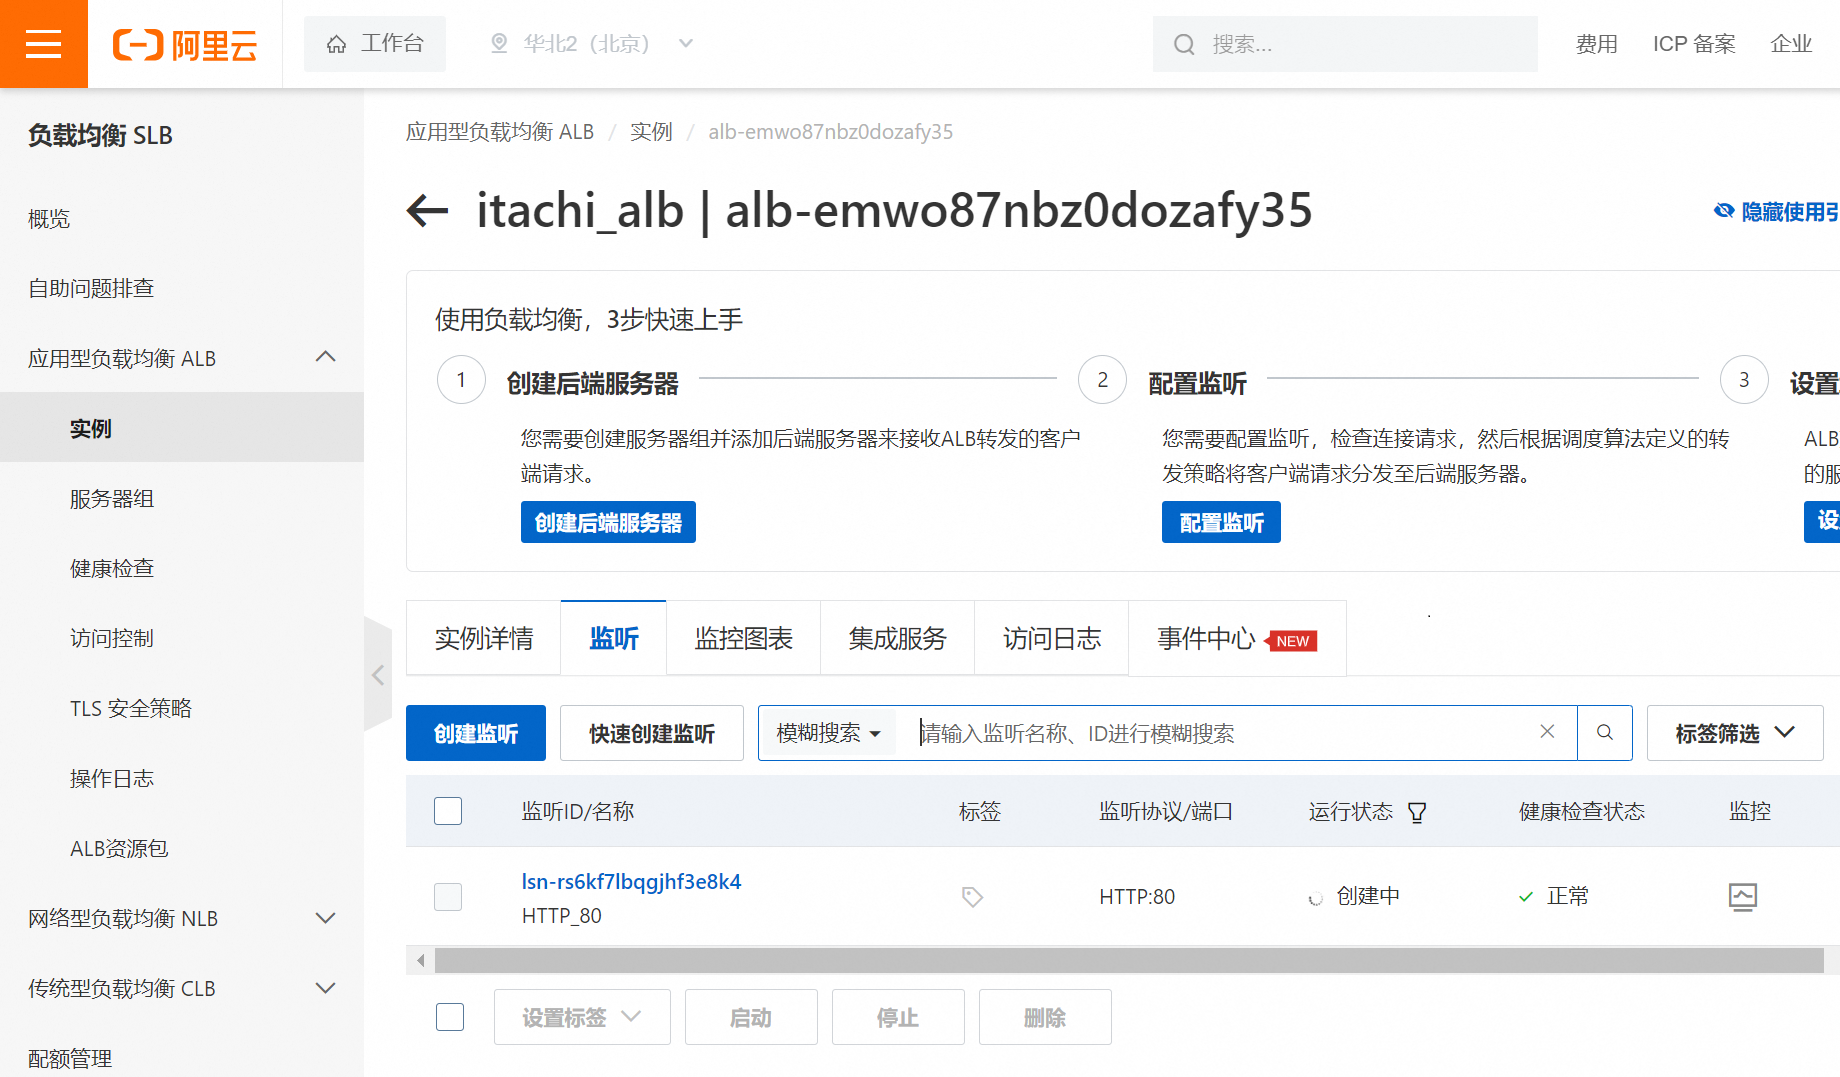 阿里云
工作台
华北2（北京）
搜索...
费用
ICP 备案
企业
负载均衡 SLB
概览
自助问题排查
应用型负载均衡 ALB
实例
服务器组
健康检查
访问控制
TLS 安全策略
操作日志
ALB资源包
网络型负载均衡 NLB
传统型负载均衡 CLB
配额管理
应用型负载均衡 ALB / 实例 / alb-emwo87nbz0dozafy35
itachi_alb | alb-emwo87nbz0dozafy35
隐藏使用引
使用负载均衡，3步快速上手
1 创建后端服务器
您需要创建服务器组并添加后端服务器来接收ALB转发的客户
端请求。
创建后端服务器
2 配置监听
您需要配置监听，检查连接请求，然后根据调度算法定义的转
发策略将客户端请求分发至后端服务器。
配置监听
3 设置
ALB
的服
设
实例详情
监听
监控图表
集成服务
访问日志
事件中心 NEW
创建监听
快速创建监听
模糊搜索
请输入监听名称、ID进行模糊搜索
标签筛选
监听ID/名称 标签 监听协议/端口 运行状态 健康检查状态 监控
lsn-rs6kf7lbqgjhf3e8k4
HTTP_80
HTTP:80
创建中
正常
设置标签
启动
停止
删除